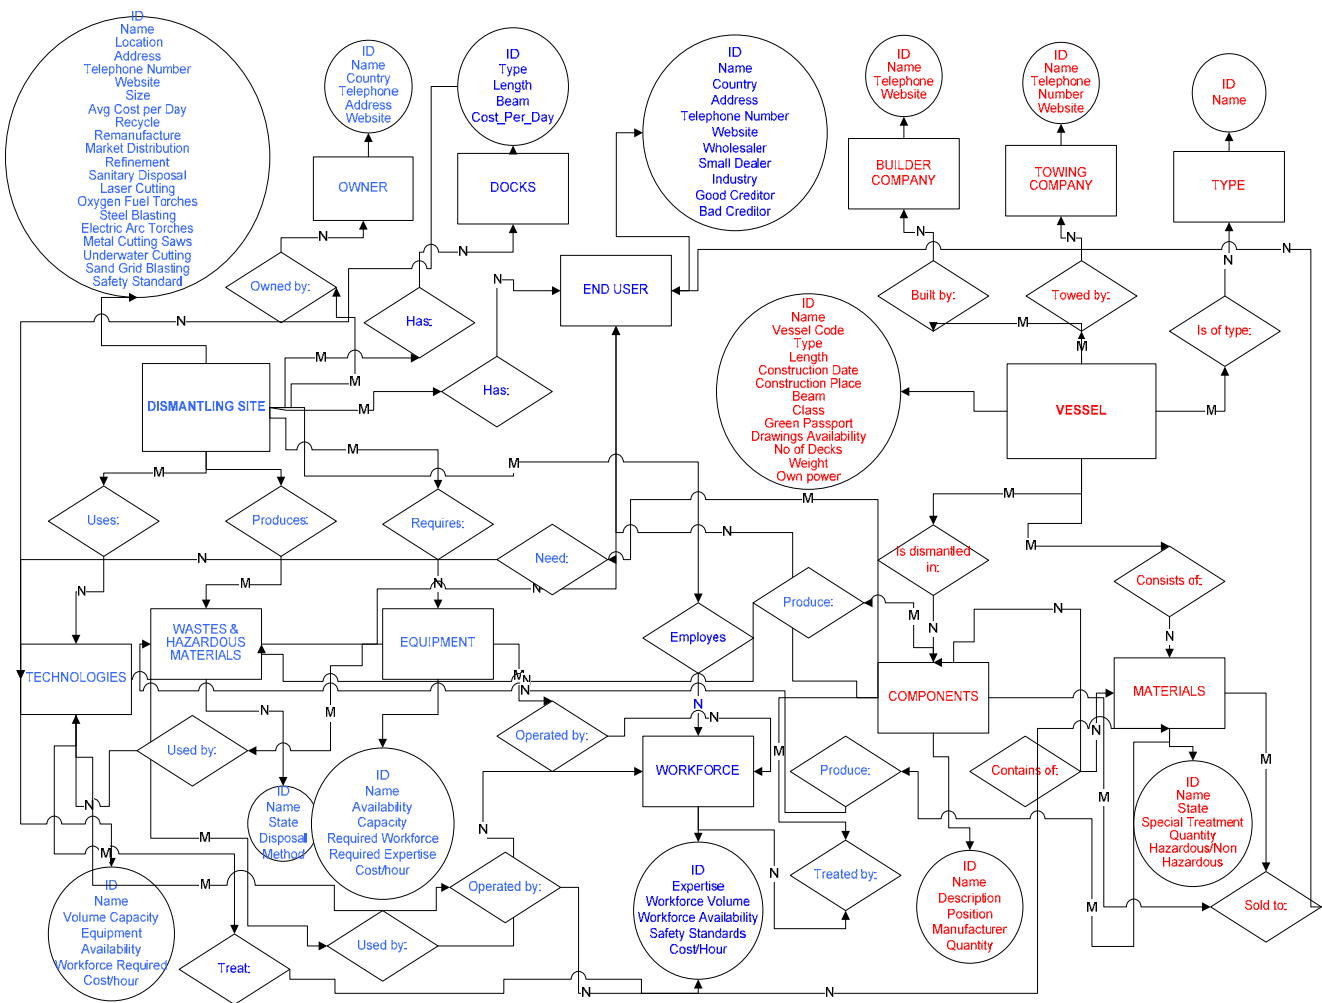 ID
Name
Location
Address
Telephone Number
Website
Size
Avg Cost per Day
Recycle
Remanufacture
Market Distribution
Refinement
Sanitary Disposal
Laser Cutting
Oxygen Fuel Torches
Steel Blasting
Electric Arc Torches
Metal Cutting Saws
Underwater Cutting
Sand Grid Blasting
Safety Standard
ID
Name
Country
Telephone
Address
Website
ID
Type
Length
Beam
Cost_Per_Day
ID
Name
Country
Address
Telephone Number
Website
Wholesaler
Small Dealer
Industry
Good Creditor
Bad Creditor
ID
Name
Telephone
Website
ID
Name
Telephone
Number
Website
ID
Name
OWNER
DOCKS
BUILDER
COMPANY
TOWING
COMPANY
TYPE
N
N
N
N
N
N
Owned by:
Has:
N
END USER
Built by:
Towed by:
N
Is of type:
N
M
M
M
M
M
Has:
M
DISMANTLING SITE
ID
Name
Vessel Code
Type
Length
Construction Date
Construction Place
Beam
Class
Green Passport
Drawings Availability
No of Decks
Weight
Own power
VESSEL
M
M
M
M
M
M
M
Uses:
Produces:
Requires:
Need:
N
N
Is dismantled
in:
M
Consists of:
N
M
N
N
Produce:
M
N
N
N
WASTES &
HAZARDOUS
MATERIALS
EQUIPMENT
Employes
TECHNOLOGIES
COMPONENTS
MATERIALS
M
N
N
N
M
N
N
N
Used by:
Operated by:
WORKFORCE
M
Produce:
Contains of:
M
M
N
ID
Name
State
Disposal
Method
ID
Name
Availability
Capacity
Required Workforce
Required Expertise
Cost/hour
ID
Name
State
Special Treatment
Quantity
Hazardous/Non
Hazardous
M
N
M
M
Operated by:
N
Treated by:
ID
Name
Volume Capacity
Equipment
Availability
Workforce Required
Cost/hour
ID
Expertise
Workforce Volume
Workforce Availability
Safety Standards
Cost/Hour
ID
Name
Description
Position
Manufacturer
Quantity
M
Sold to:
Used by:
Treat:
N
N